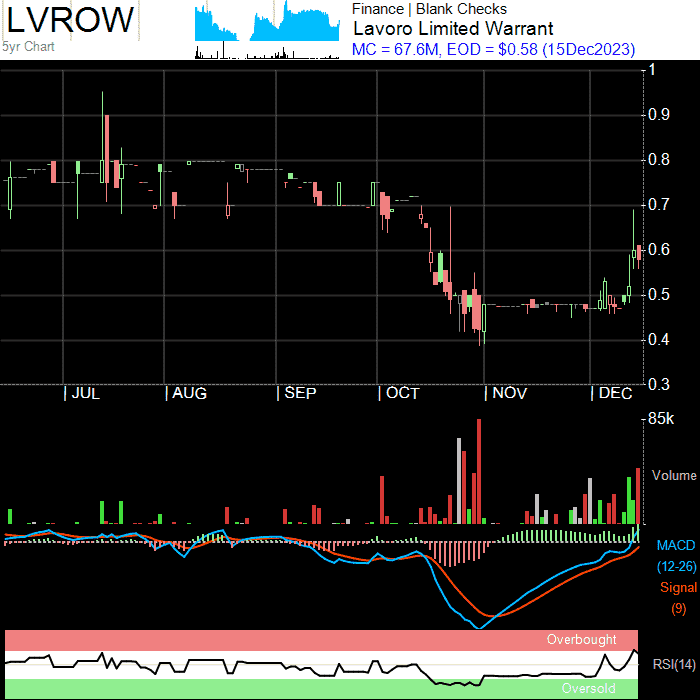 LVROW
5yr Chart
Finance | Blank Checks
Lavoro Limited Warrant
MC = 67.6M, EOD = $0.58 (15Dec2023)
1
0.9
0.8
0.7
0.6
0.5
0.4
0.3
| JUL | AUG | SEP | OCT | NOV | DEC
85k
Volume
MACD
(12-26)
Signal
(9)
Overbought
RSI(14)
Oversold